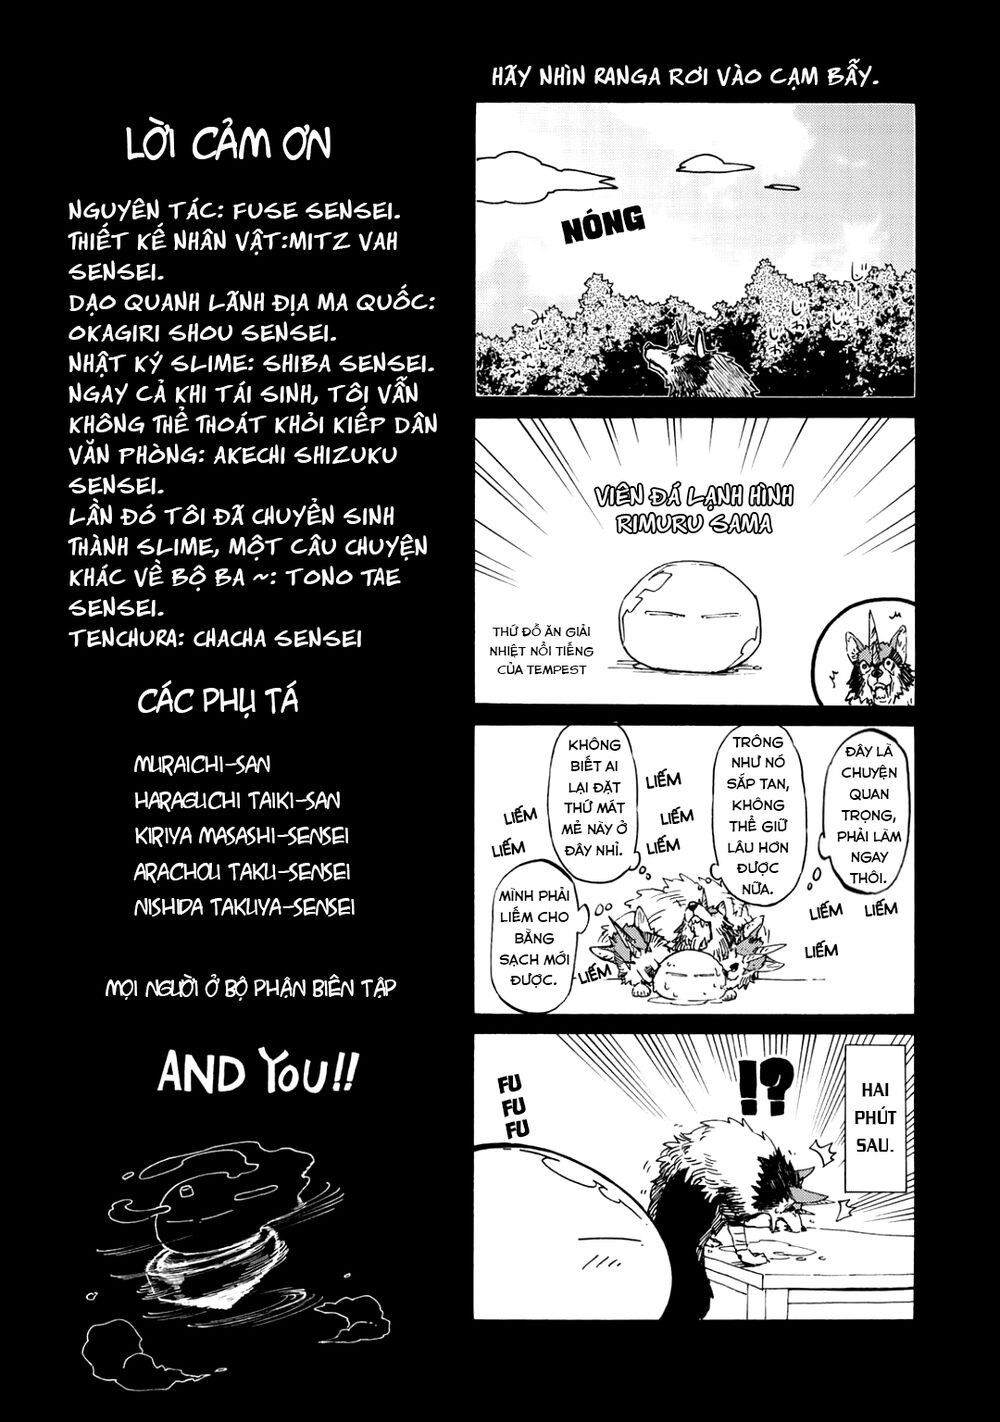 LỜI CẢM ƠN
NGUYÊN TÁC: FUSE SENSEI.
THIẾT KẾ NHÂN VẬT:MITZ VAH
SENSEI.
DẠO QUANH LÃNH ĐỊA MA QUỐC:
OKAGIRI SHOU SENSEI.
NHẬT KÝ SLIME: SHIBA SENSEI.
NGAY CẢ KHI TÁI SINH, TÔI VẪN
KHÔNG THỂ THOÁT KHỎI KIẾP DÂN
VĂN PHÒNG: AKECHI SHIZUKU
SENSEI.
LẦN ĐÓ TÔI ĐÃ CHUYỂN SINH
THÀNH SLIME, MỘT CÂU CHUYỆN
KHÁC VỀ BỘ BA ~: TONO TAE
SENSEI.
TENCHURA: CHACHA SENSEI
CÁC PHỤ TÁ
MURAICHI-SAN
HARAGUCHI TAIKI-SAN
KIRIYA MASASHI-SENSEI
ARACHOU TAKU-SENSEI
NISHIDA TAKUYA-SENSEI
MỌI NGƯỜI Ở BỘ PHẬN BIÊN TẬP
AND YOU!!
HÃY NHÌN RANGA RƠI VÀO CẠM BẪY.
NÓNG
VIÊN ĐÁ LẠNH HÌNH
RIMURU SAMA
THỨ ĐỒ ĂN GIẢI
NHIỆT NỔI TIẾNG
CỦA TEMPEST
ĐÂY LÀ
CHUYỆN
QUAN
TRỌNG,
PHẢI LÀM
NGAY
THÔI.
TRÔNG
NHƯ NÓ
SẮP TAN,
KHÔNG
THỂ GIỮ
LÂU HƠN
ĐƯỢC
NỮA.
KHÔNG
BIẾT AI
LẠI ĐẶT
THỨ MÁT
MẺ NÀY Ở
ĐÂY NHỈ.
MÌNH PHẢI
LIẾM CHO
BẰNG
SẠCH MỚI
ĐƯỢC.
LIẾM
LIẾM
LIẾM
LIẾM
LIẾM
LIẾM
LIẾM
LIẾM
LIẾM
LIẾM
HAI
PHÚT
SAU.
!?
FU
FU
FU